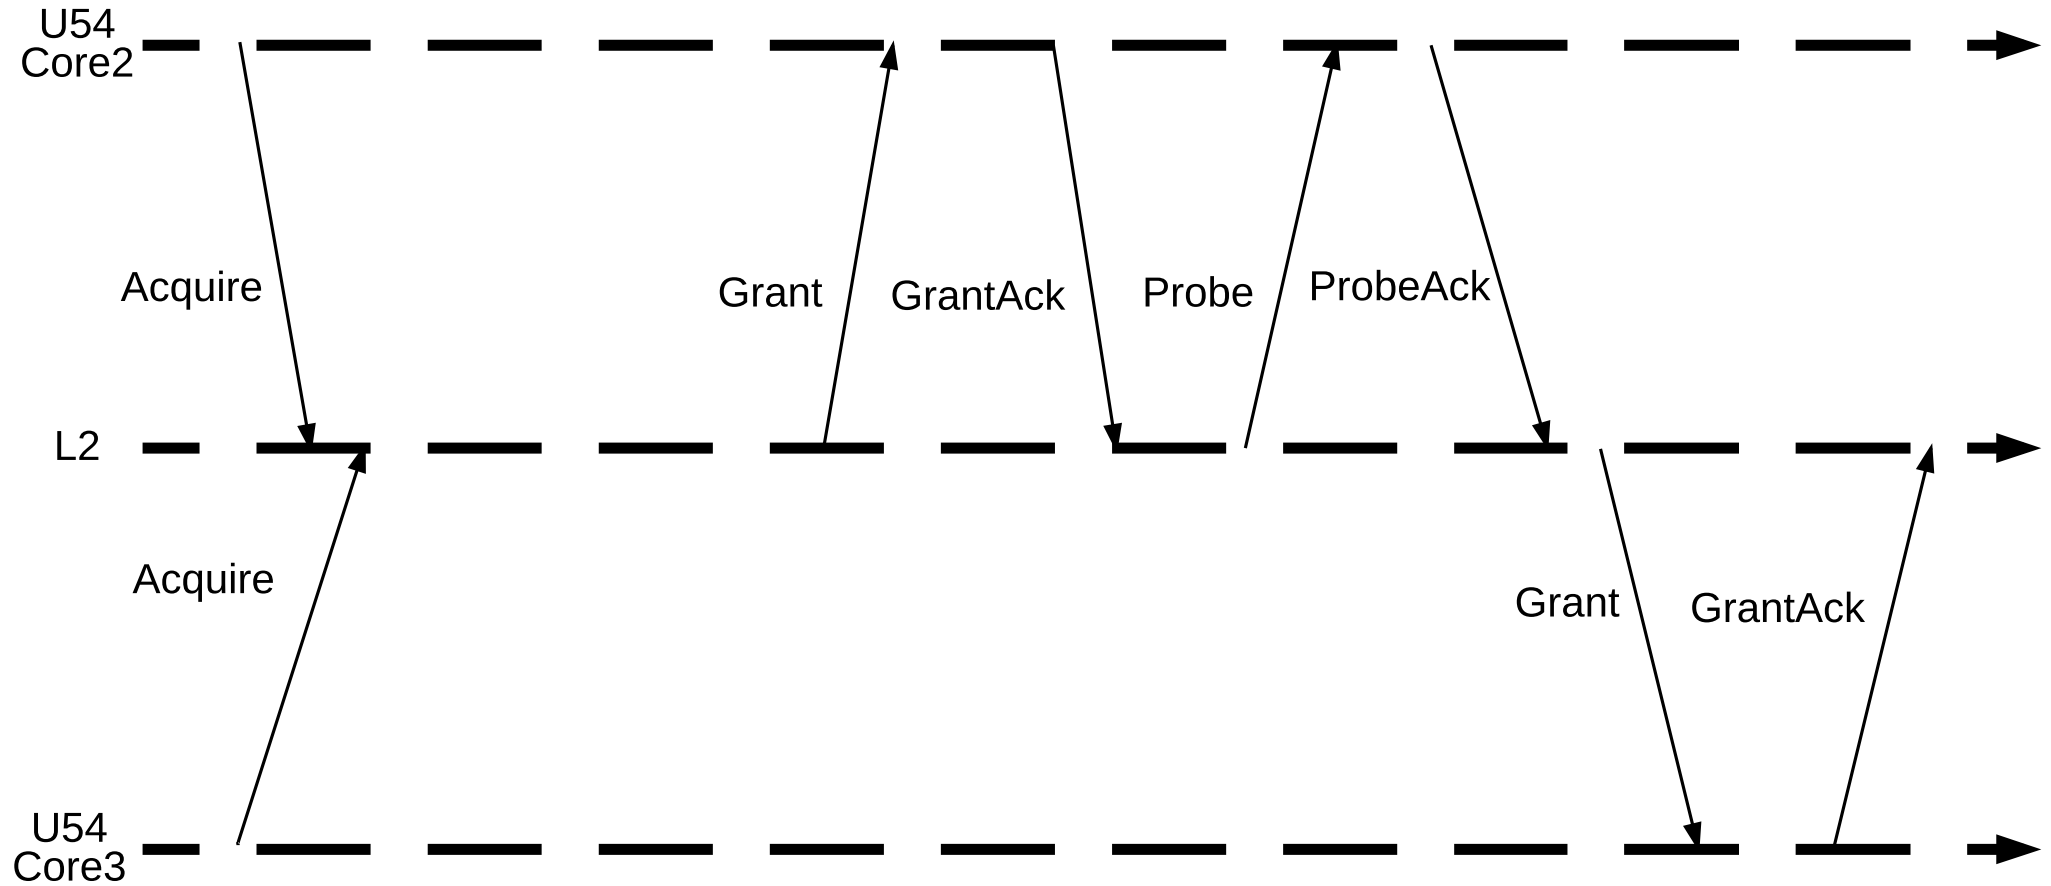 U54
Core2
Acquire
Grant
GrantAck
Probe
ProbeAck
L2
Acquire
Grant
GrantAck
U54
Core3